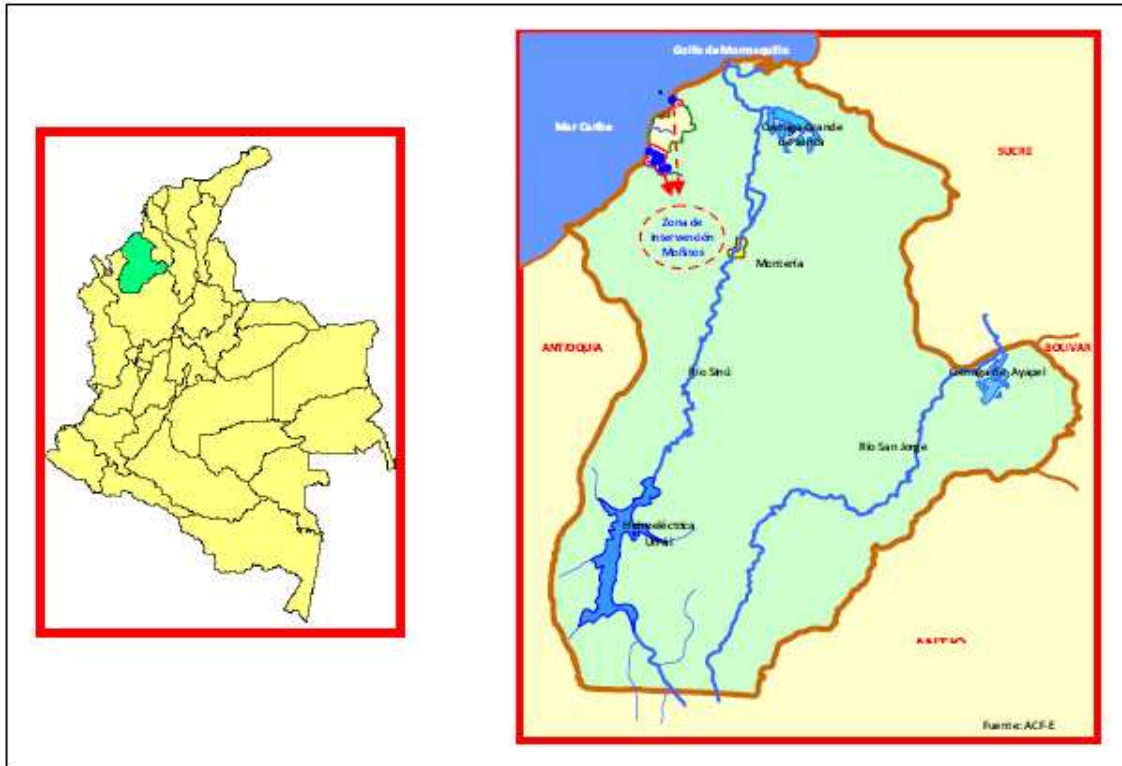 Golfo de Morrosquillo
Mar Caribe
Ciénaga Grande
de Lorica
SUCRE
Zona de
Intervención
Moñitos
Montería
ANTIOQUIA
BOLIVAR
Río Sinú
Ciénaga de Ayapel
Río San Jorge
Hidroeléctrica
Urrá I
Fuente: ACF-E